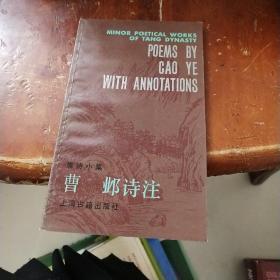 MINOR POETICAL WORKS
OF TANG DYNASTY
POEMS BY
CAO YE
WITH ANNOTATIONS
唐诗小集
曹邺诗注
上海古籍出版社